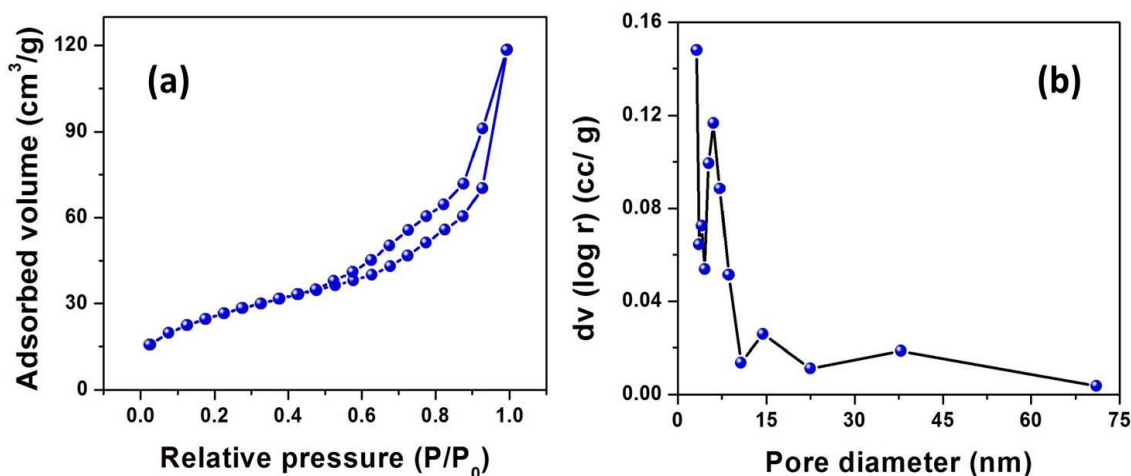 (a)
Adsorbed volume (cm³/g)
120
90
60
30
0
0.0 0.2 0.4 0.6 0.8 1.0
Relative pressure (P/P₀)
(b)
dv (log r) (cc/ g)
0.16
0.12
0.08
0.04
0.00
0 15 30 45 60 75
Pore diameter (nm)